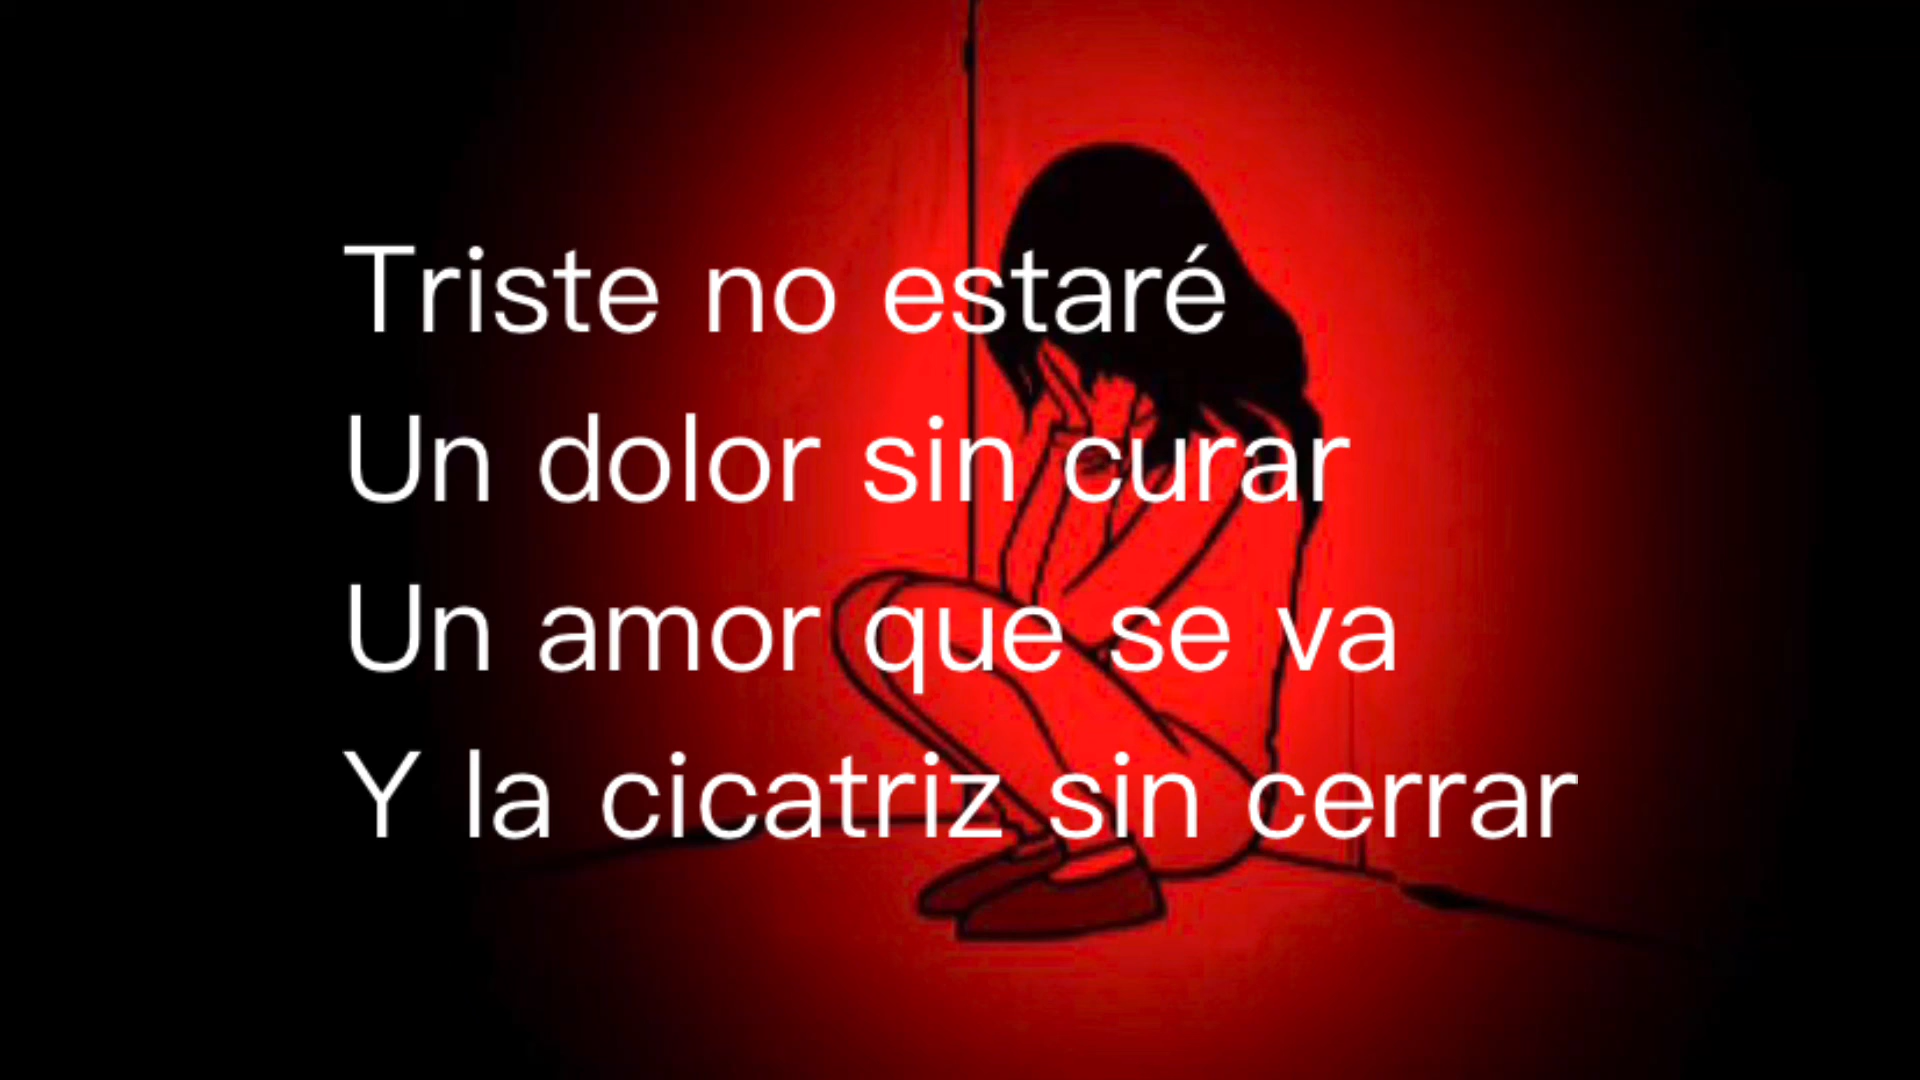 Triste no estaré
Un dolor sin curar
Un amor que se va
Y la cicatriz sin cerrar